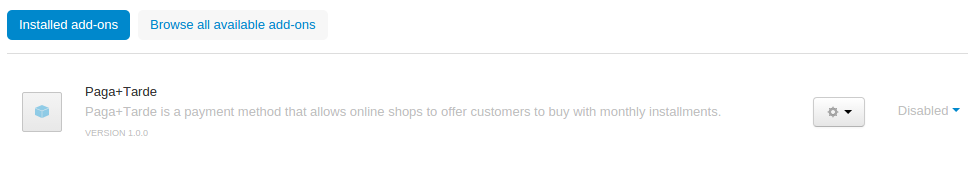 Installed add-ons
Browse all available add-ons
Paga+Tarde
Paga+Tarde is a payment method that allows online shops to offer customers to buy with monthly installments.
VERSION 1.0.0
Disabled